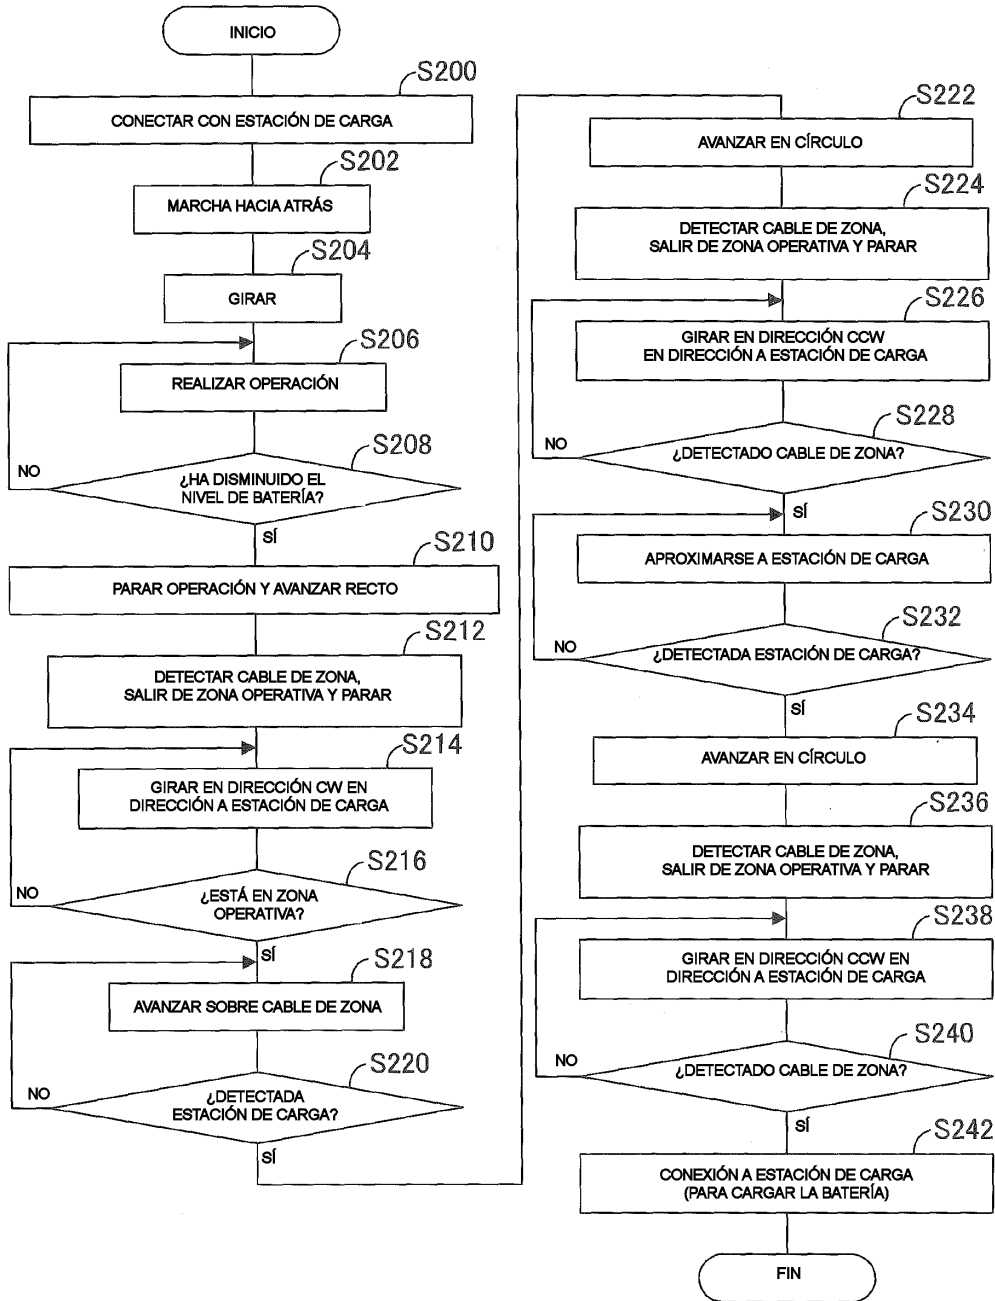 INICIO
S200
CONECTAR CON ESTACIÓN DE CARGA
S202
MARCHA HACIA ATRÁS
S204
GIRAR
S206
REALIZAR OPERACIÓN
S208
NO
¿HA DISMINUIDO EL
NIVEL DE BATERÍA?
SÍ
S210
PARAR OPERACIÓN Y AVANZAR RECTO
S212
DETECTAR CABLE DE ZONA,
SALIR DE ZONA OPERATIVA Y PARAR
S214
GIRAR EN DIRECCIÓN CW EN
DIRECCIÓN A ESTACIÓN DE CARGA
S216
NO
¿ESTÁ EN ZONA
OPERATIVA?
SÍ
S218
AVANZAR SOBRE CABLE DE ZONA
S220
NO
¿DETECTADA
ESTACIÓN DE CARGA?
SÍ
S222
AVANZAR EN CÍRCULO
S224
DETECTAR CABLE DE ZONA,
SALIR DE ZONA OPERATIVA Y PARAR
S226
GIRAR EN DIRECCIÓN CCW
EN DIRECCIÓN A ESTACIÓN DE CARGA
S228
NO
¿DETECTADO CABLE DE ZONA?
SÍ
S230
APROXIMARSE A ESTACIÓN DE CARGA
S232
NO
¿DETECTADA ESTACIÓN DE CARGA?
SÍ
S234
AVANZAR EN CÍRCULO
S236
DETECTAR CABLE DE ZONA,
SALIR DE ZONA OPERATIVA Y PARAR
S238
GIRAR EN DIRECCIÓN CCW EN
DIRECCIÓN A ESTACIÓN DE CARGA
S240
NO
¿DETECTADO CABLE DE ZONA?
SÍ
S242
CONEXIÓN A ESTACIÓN DE CARGA
(PARA CARGAR LA BATERÍA)
FIN